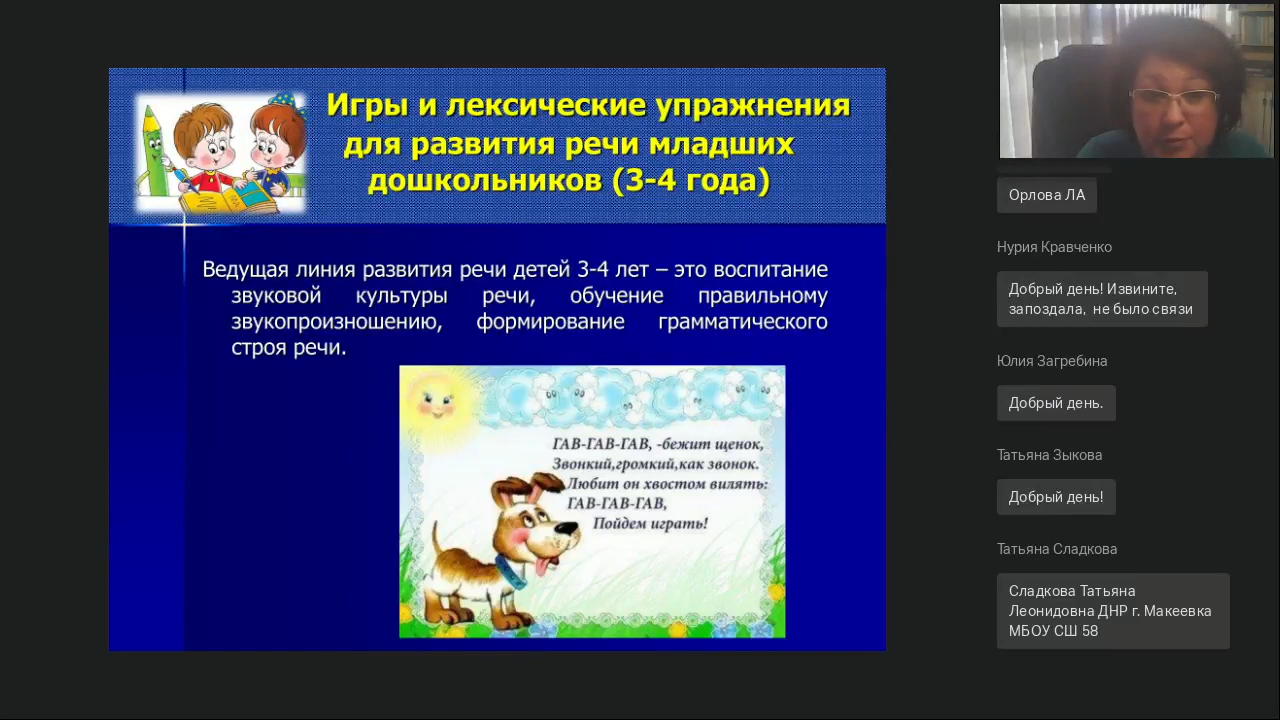 Игры и лексические упражнения
для развития речи младших
дошкольников (3-4 года)
Ведущая линия развития речи детей 3-4 лет – это воспитание
звуковой культуры речи, обучение правильному
звукопроизношению, формирование грамматического
строя речи.
ГАВ-ГАВ-ГАВ, -бежит щенок,
Звонкий,громкий,как звонок.
Любит он хвостом вилять:
ГАВ-ГАВ-ГАВ,
Пойдем играть!
Орлова ЛА
Нурия Кравченко
Добрый день! Извините,
запоздала, не было связи
Юлия Загребина
Добрый день.
Татьяна Зыкова
Добрый день!
Татьяна Сладкова
Сладкова Татьяна
Леонидовна ДНР г. Макеевка
МБОУ СШ 58